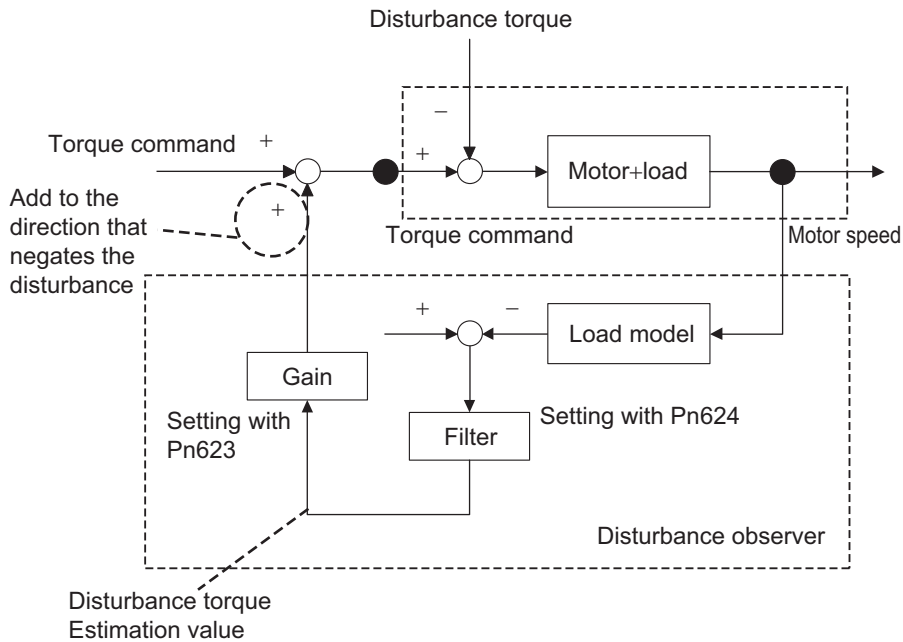 Disturbance torque
−
Torque command
+
+
Motor+load
Add to the
direction that
negates the
disturbance
+
Torque command
Motor speed
+
−
Load model
Gain
Setting with
Pn623
Filter
Setting with Pn624
Disturbance observer
Disturbance torque
Estimation value